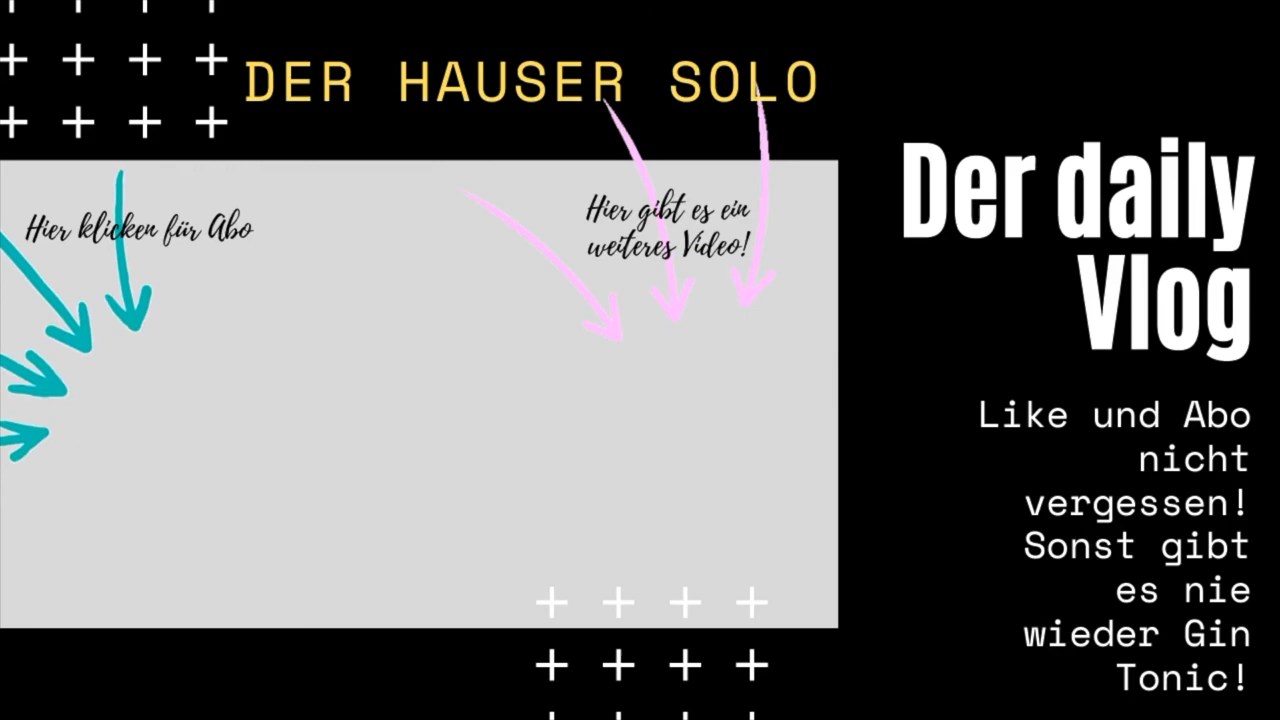 DER HAUSER SOLO
Hier klicken für Abo
Hier gibt es ein
weiteres Video!
Der daily
Vlog
Like und Abo
nicht
vergessen!
Sonst gibt
es nie
wieder Gin
Tonic!